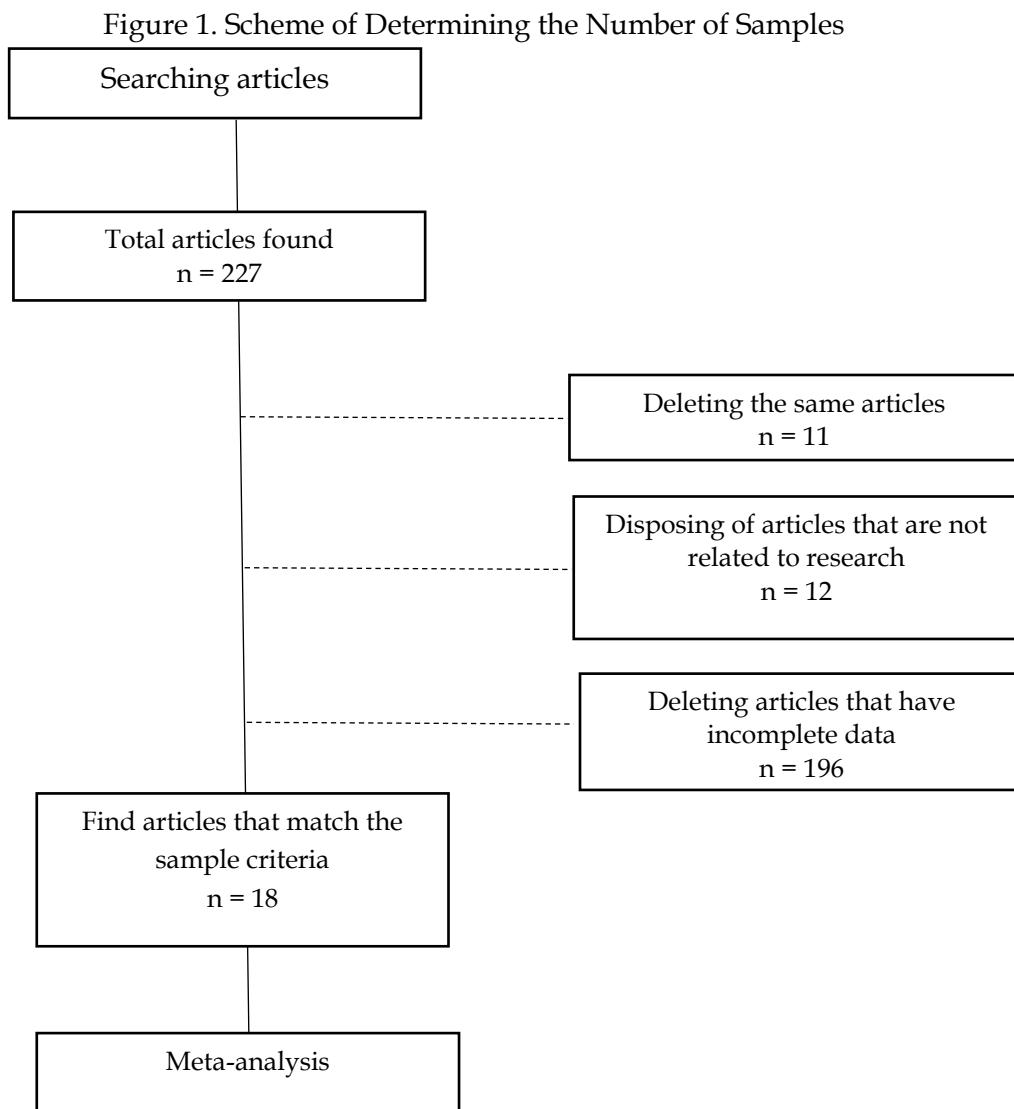 Figure 1. Scheme of Determining the Number of Samples
Searching articles
Total articles found
n = 227
Deleting the same articles
n = 11
Disposing of articles that are not
related to research
n = 12
Deleting articles that have
incomplete data
n = 196
Find articles that match the
sample criteria
n = 18
Meta-analysis